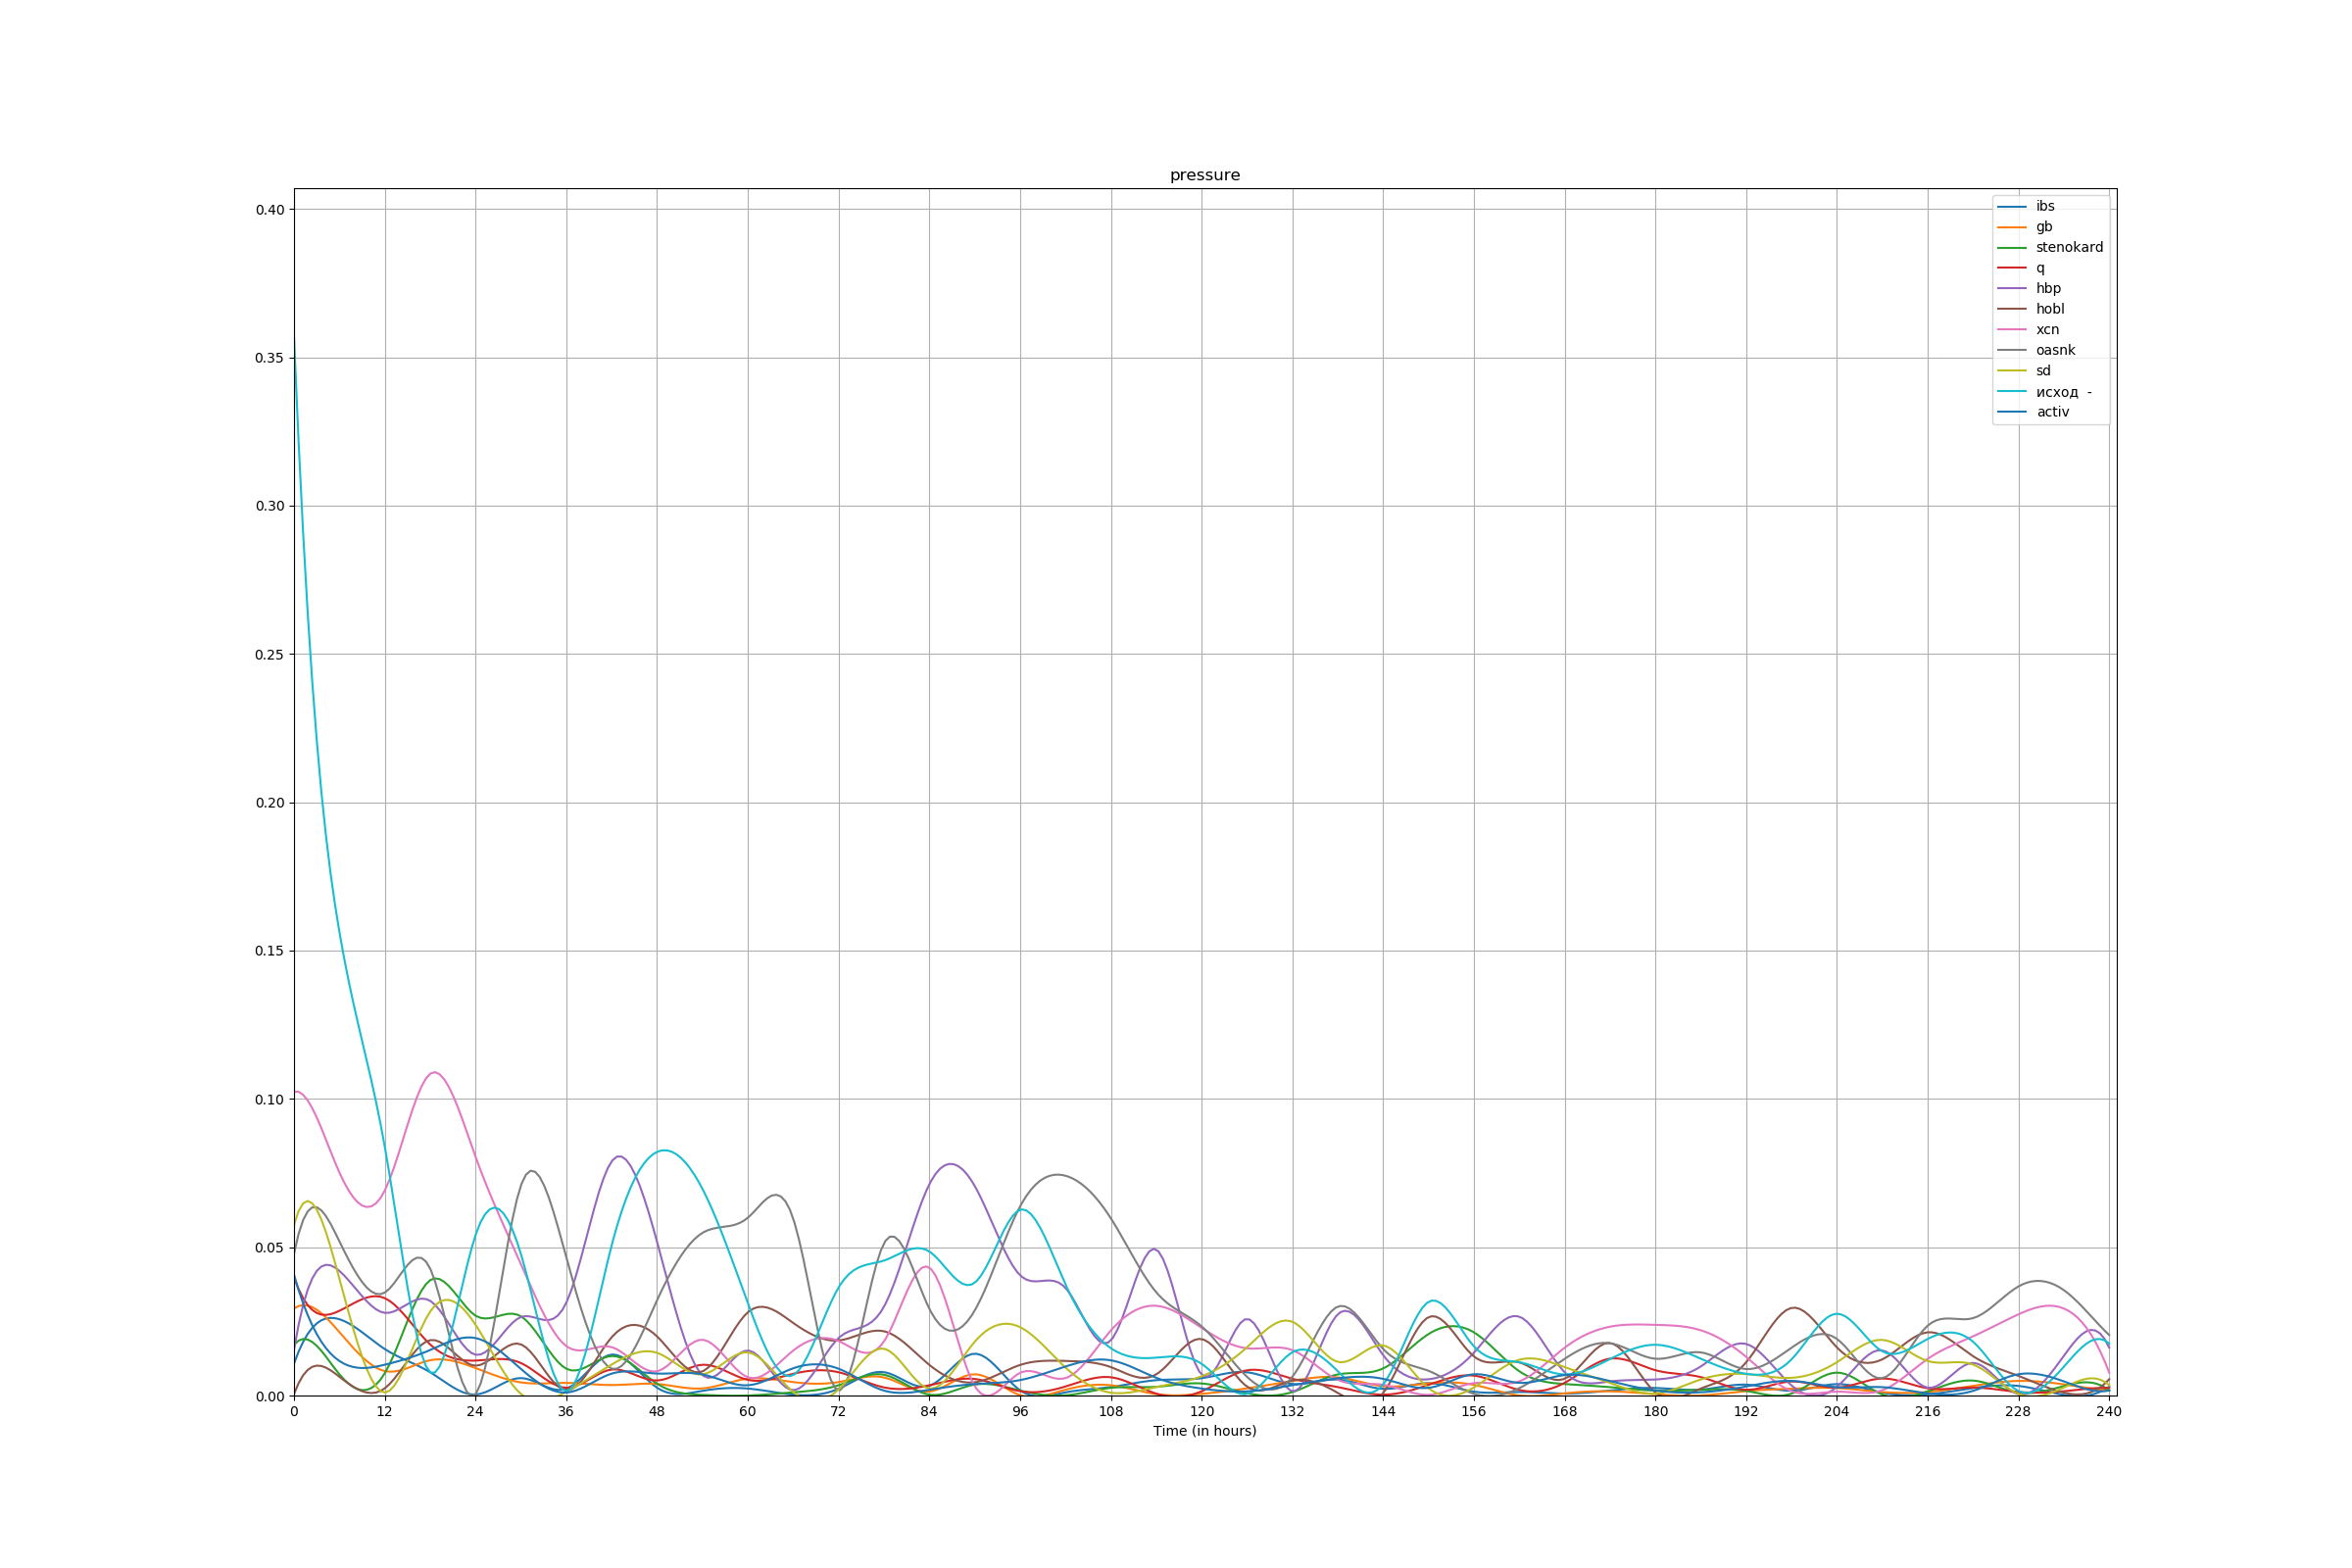 pressure
0.40
0.35
0.30
0.25
0.20
0.15
0.10
0.05
0.00
ibs
gb
stenokard
q
hbp
hobl
xcn
oasnk
sd
исход -
activ
0 12 24 36 48 60 72 84 96 108 120 132 144 156 168 180 192 204 216 228 240
Time (in hours)